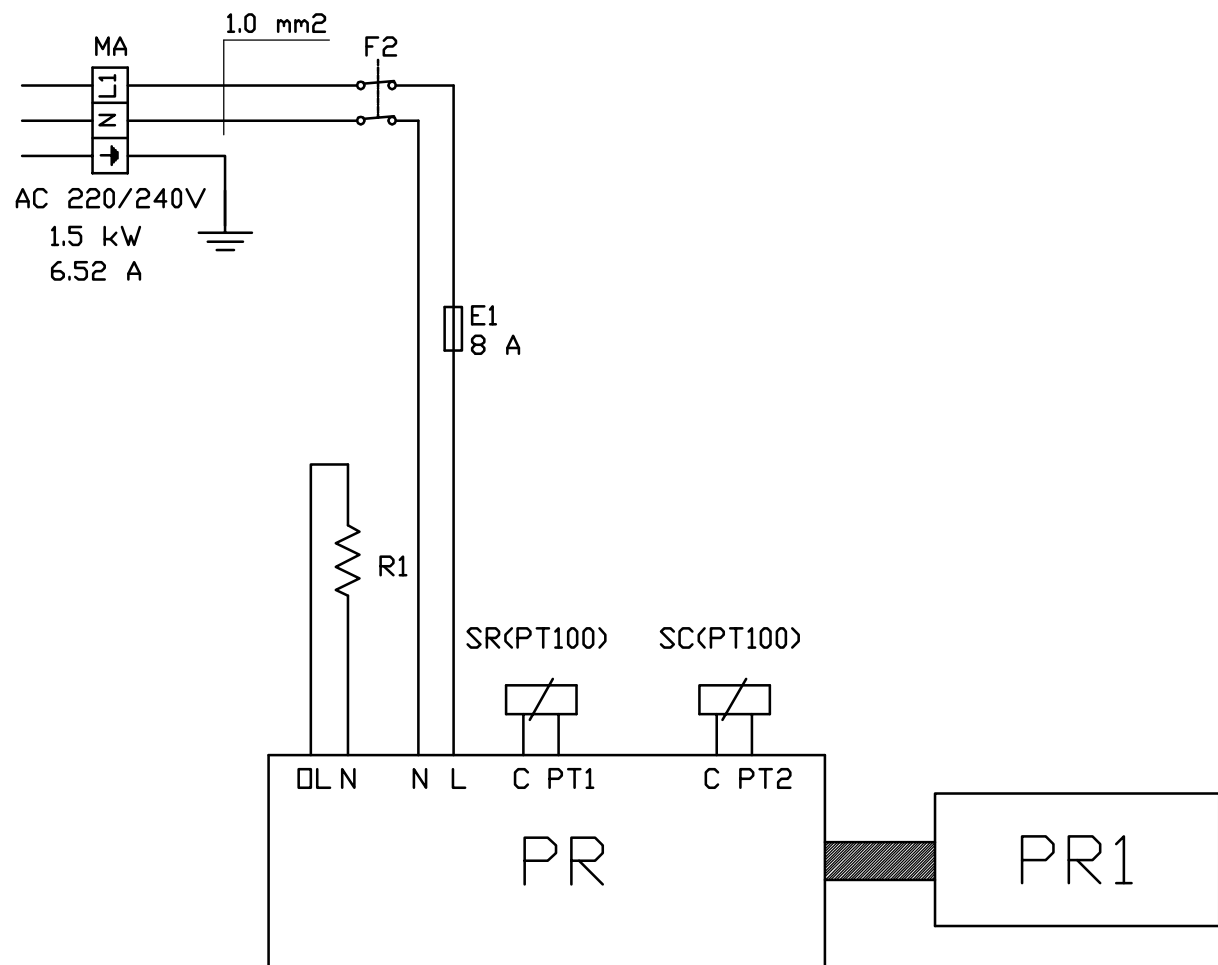 1.0 mm2
MA
F2
L1
N
AC 220/240V
1.5 kW
6.52 A
E1
8 A
R1
SR(PT100)
SC(PT100)
OL N
N L
C PT1
C PT2
PR
PR1